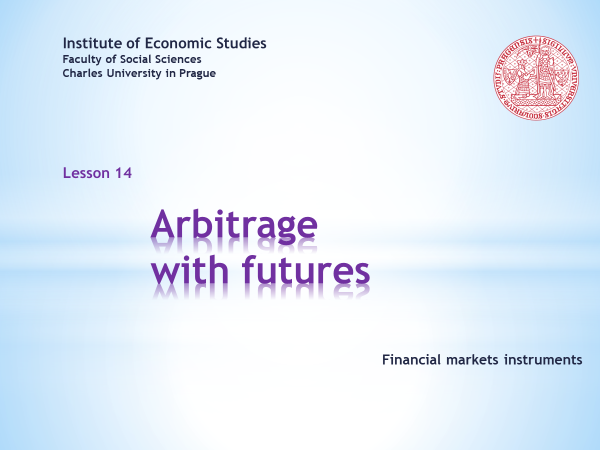 Institute of Economic Studies
Faculty of Social Sciences
Charles University in Prague
Lesson 14
Arbitrage
with futures
Financial markets instruments